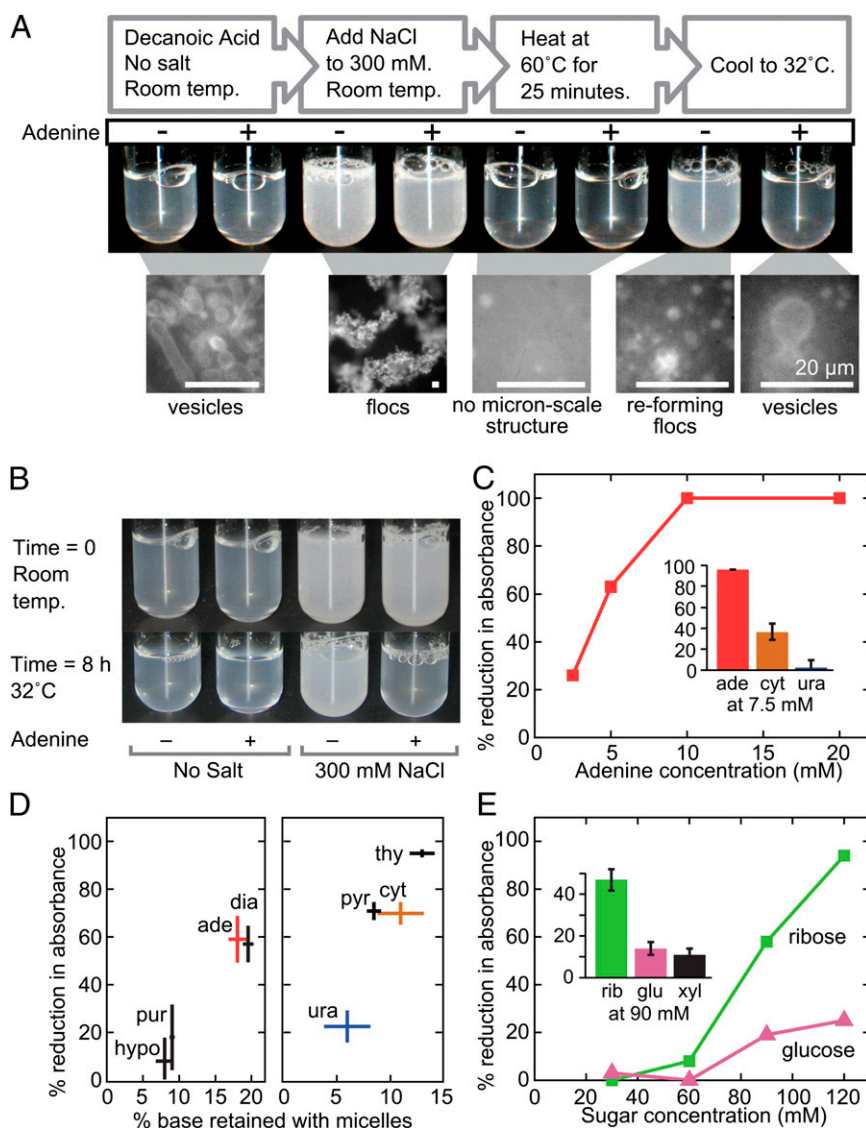 A
Decanoic Acid
No salt
Room temp.
Add NaCl
to 300 mM.
Room temp.
Heat at
60˚C for
25 minutes.
Cool to 32˚C.
Adenine
- + - + - + - +
20 µm
vesicles
flocs
no micron-scale
structure
re-forming
flocs
vesicles
B
Time = 0
Room
temp.
Time = 8 h
32˚C
Adenine
– + – +
No Salt
300 mM NaCl
C
% reduction in absorbance
100
80
60
40
20
0
0 5 10 15 20
Adenine concentration (mM)
100
80
60
40
20
0
ade cyt ura
at 7.5 mM
D
% reduction in absorbance
100
80
60
40
20
0
0 5 10 15 20
dia
ade
pur
hypo
thy
pyr cyt
ura
0 5 10 15
% base retained with micelles
E
% reduction in absorbance
100
80
60
40
20
0
0 20 40 60 80 100 120
Sugar concentration (mM)
40
20
0
rib glu xyl
at 90 mM
ribose
glucose